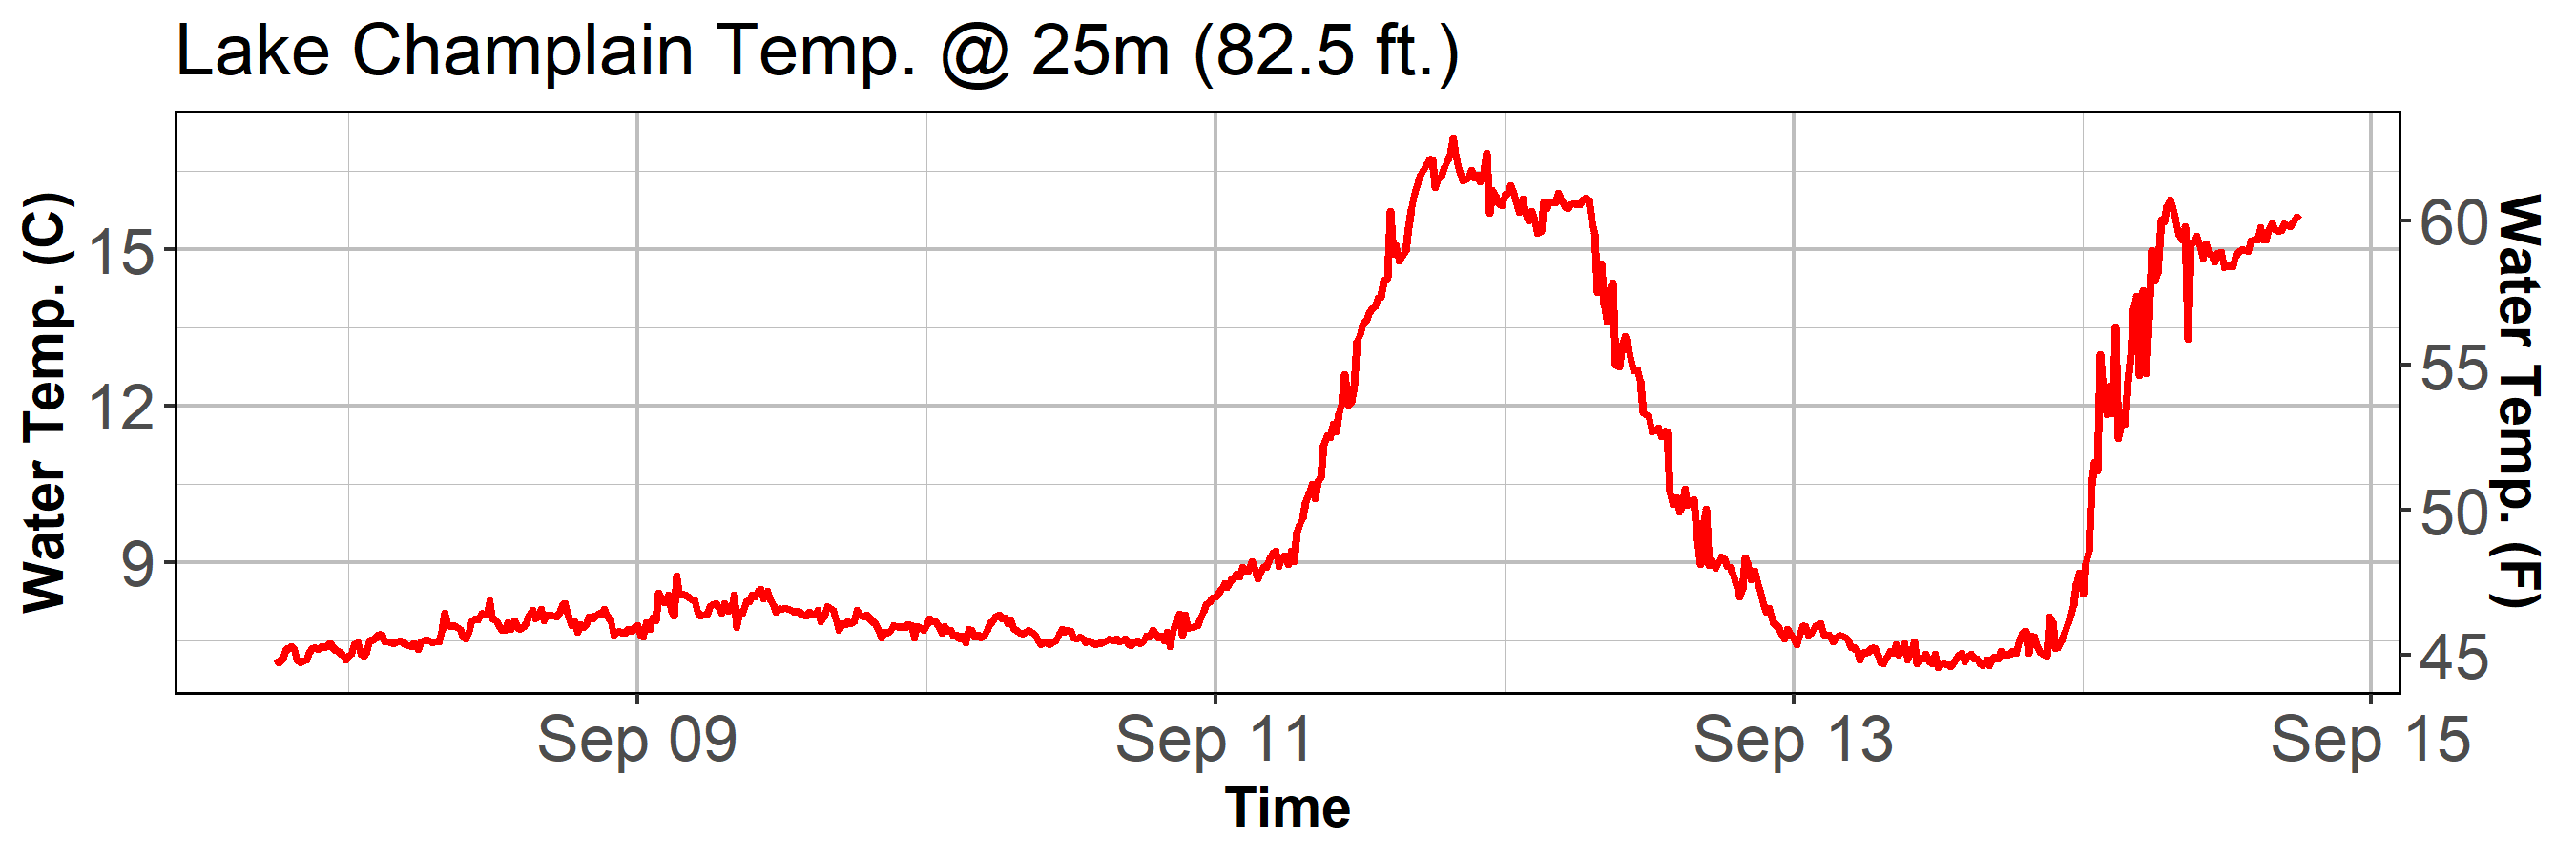 Lake Champlain Temp. @ 25m (82.5 ft.)
Water Temp. (C)
15
12
9
60
55
50
45
Water Temp. (F)
Sep 09 Sep 11 Sep 13 Sep 15
Time